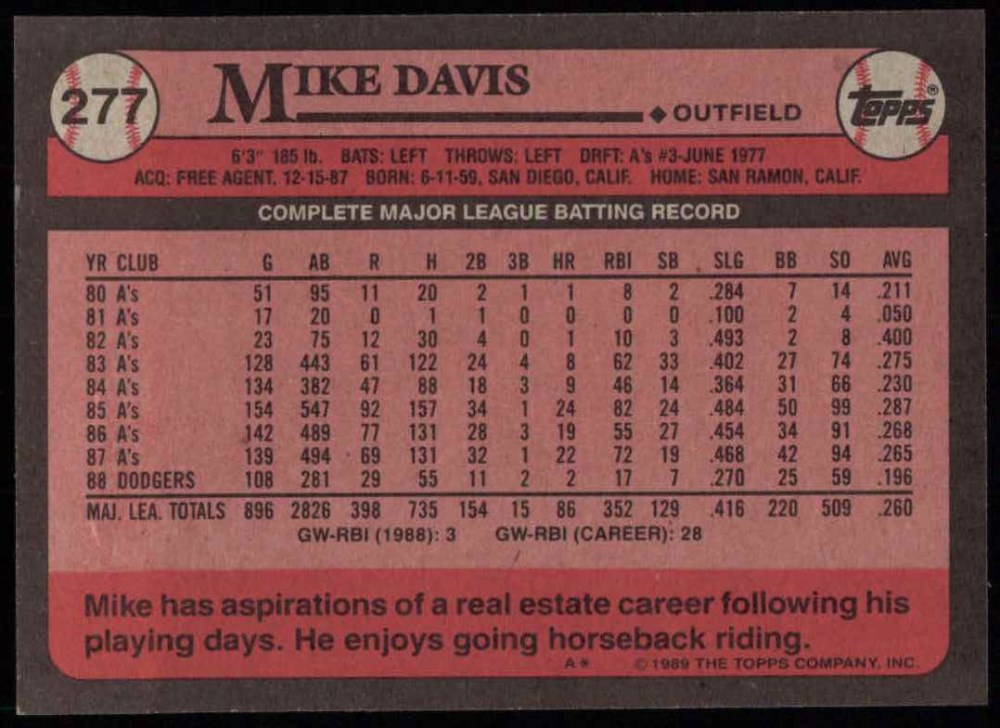 277
MIKE DAVIS
◆ OUTFIELD
TOPPS®
6'3" 185 lb. BATS: LEFT THROWS: LEFT DRFT: A's #3-JUNE 1977
ACQ: FREE AGENT, 12-15-87 BORN: 6-11-59, SAN DIEGO, CALIF. HOME: SAN RAMON, CALIF.
COMPLETE MAJOR LEAGUE BATTING RECORD
YR CLUB G AB R H 2B 3B HR RBI SB SLG BB SO AVG
80 A's 51 95 11 20 2 1 1 8 2 .284 7 14 .211
81 A's 17 20 0 1 1 0 0 0 0 .100 2 4 .050
82 A's 23 75 12 30 4 0 1 10 3 .493 2 8 .400
83 A's 128 443 61 122 24 4 8 62 33 .402 27 74 .275
84 A's 134 382 47 88 18 3 9 46 14 .364 31 66 .230
85 A's 154 547 92 157 34 1 24 82 24 .484 50 99 .287
86 A's 142 489 77 131 28 3 19 55 27 .454 34 91 .268
87 A's 139 494 69 131 32 1 22 72 19 .468 42 94 .265
88 DODGERS 108 281 29 55 11 2 2 17 7 .270 25 59 .196
MAJ. LEA. TOTALS 896 2826 398 735 154 15 86 352 129 .416 220 509 .260
GW-RBI (1988): 3 GW-RBI (CAREER): 28
Mike has aspirations of a real estate career following his
playing days. He enjoys going horseback riding.
A* © 1989 THE TOPPS COMPANY, INC.